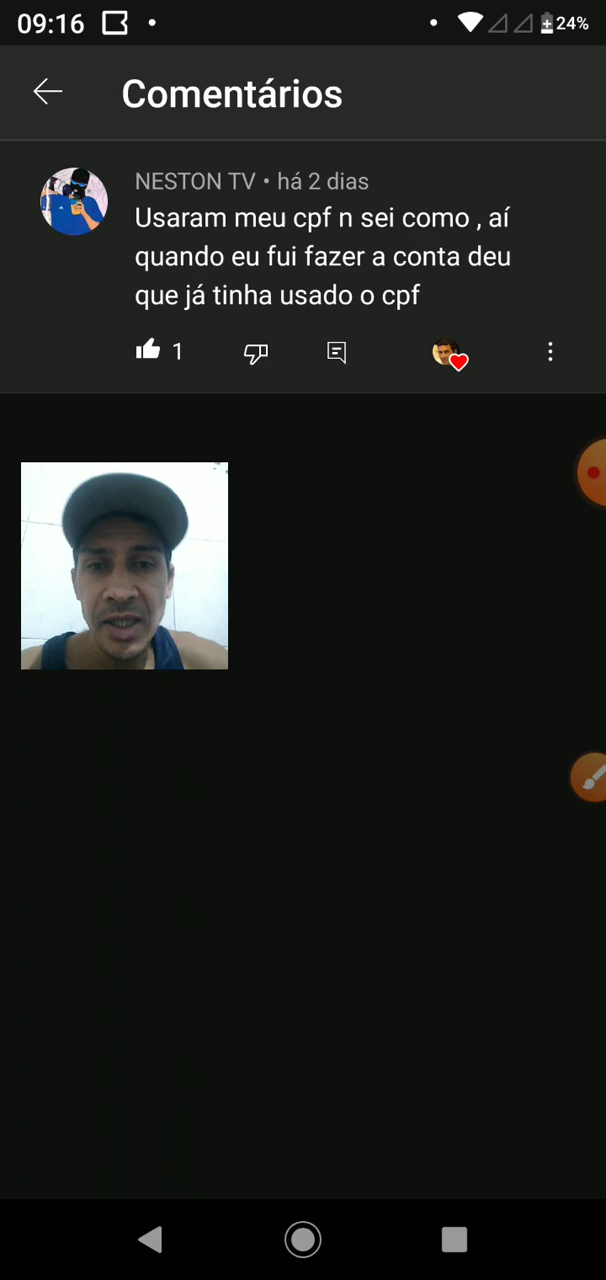 09:16
24%
Comentários
NESTON TV • há 2 dias
Usaram meu cpf n sei como , aí
quando eu fui fazer a conta deu
que já tinha usado o cpf
1